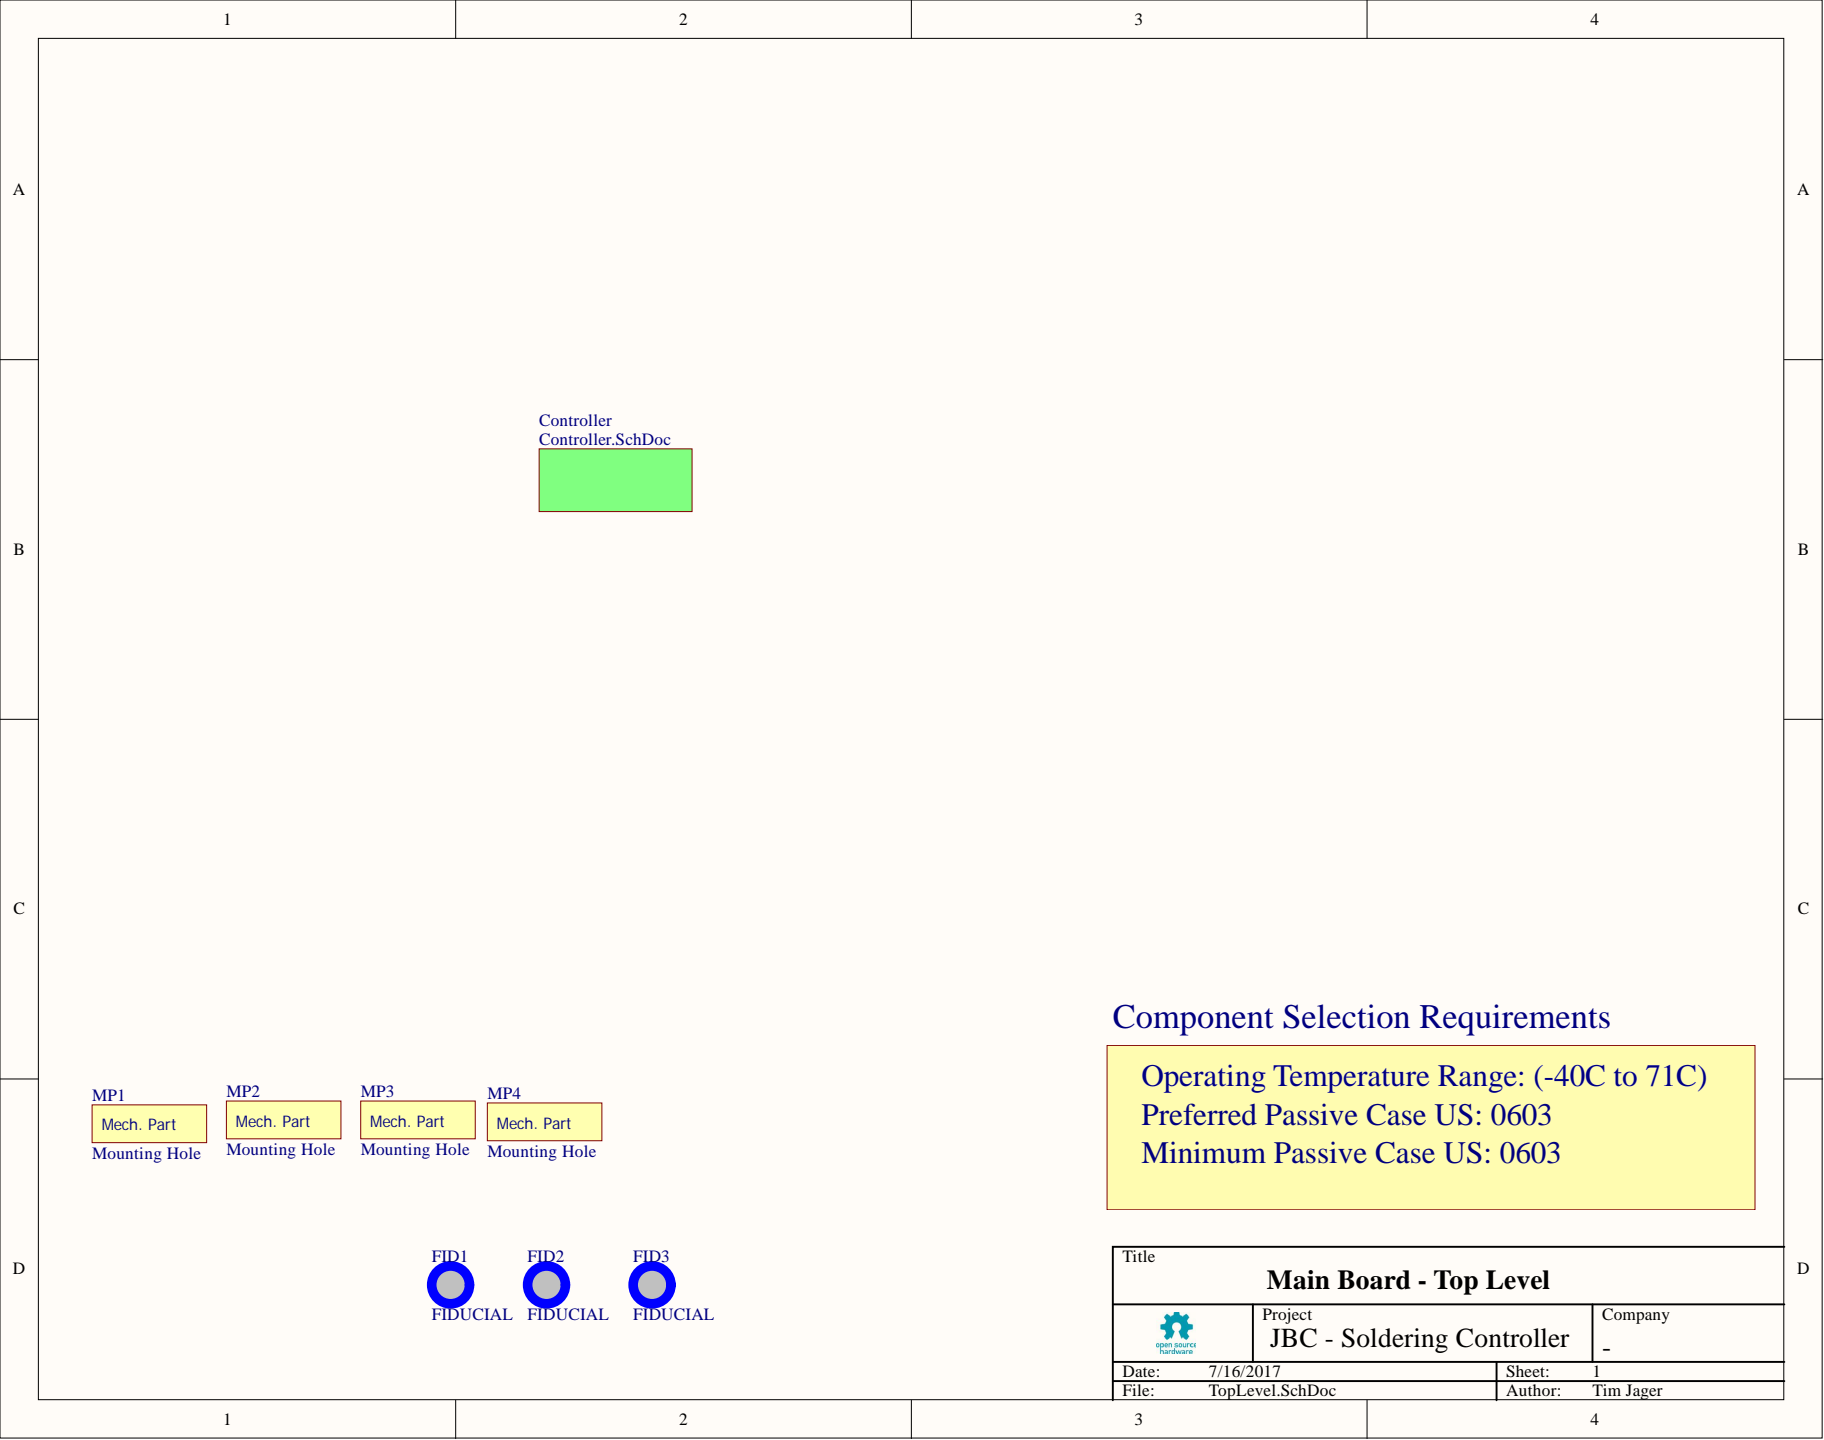 1 2 3 4
A A
Controller
Controller.SchDoc
B B
C C
Component Selection Requirements
Operating Temperature Range: (-40C to 71C)
Preferred Passive Case US: 0603
Minimum Passive Case US: 0603
MP1 MP2 MP3 MP4
Mech. Part Mech. Part Mech. Part Mech. Part
Mounting Hole Mounting Hole Mounting Hole Mounting Hole
FID1 FID2 FID3
FIDUCIAL FIDUCIAL FIDUCIAL
D D
Title
Main Board - Top Level
open source
hardware
Project
JBC - Soldering Controller
Company
-
Date: 7/16/2017 Sheet: 1
File: TopLevel.SchDoc Author: Tim Jager
1 2 3 4